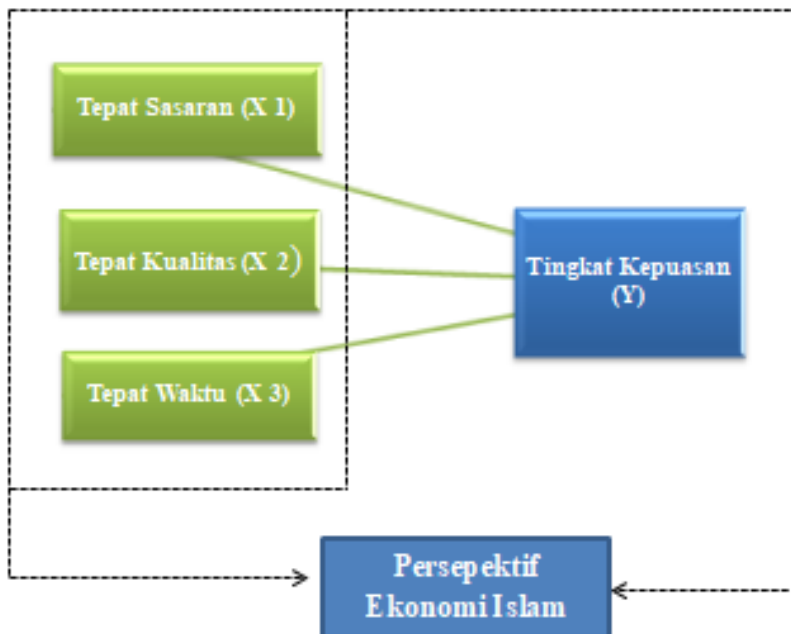 Tepat Sasaran (X 1)
Tepat Kualitas (X 2)
Tepat Waktu (X 3)
Tingkat Kepuasan
(Y)
Persepektif
Ekonomi Islam